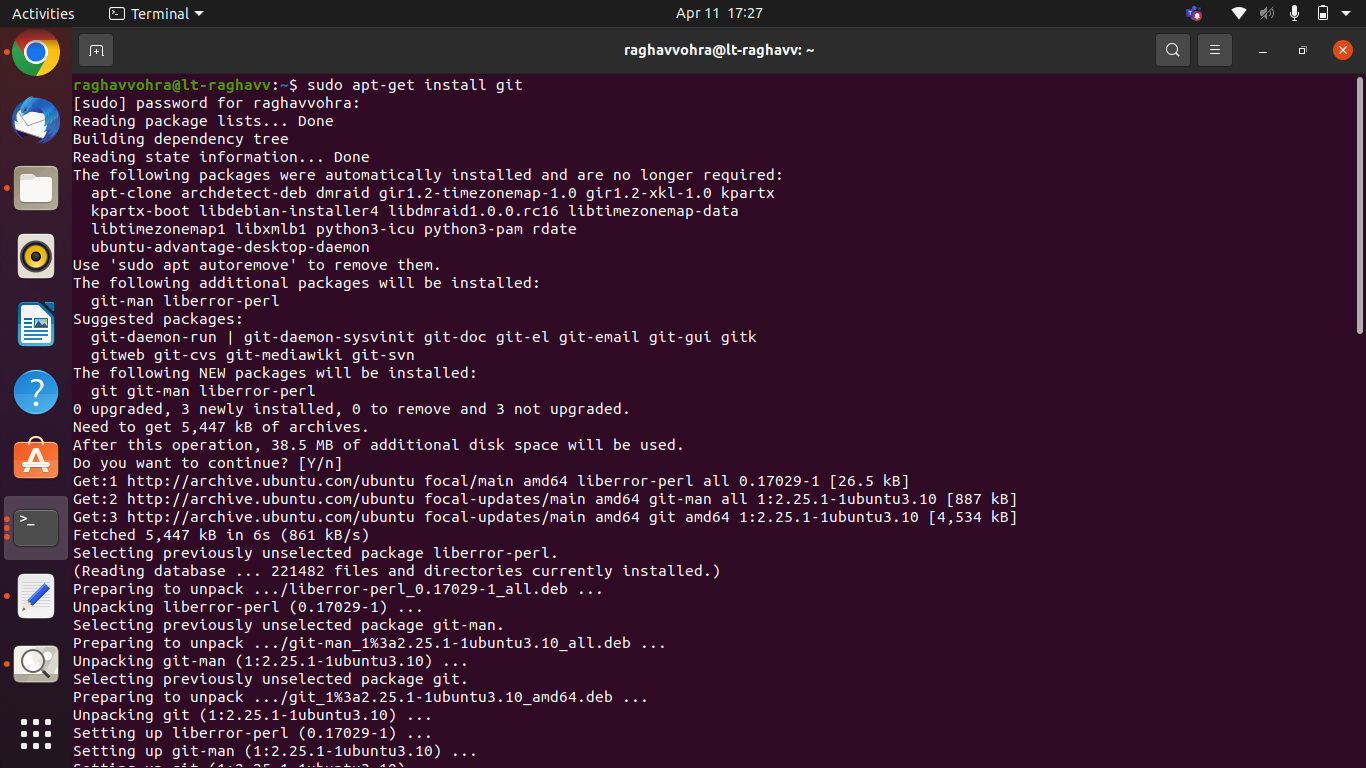 Activities
Terminal
Apr 11 17:27
raghavvohra@lt-raghavv: ~
raghavvohra@lt-raghavv:~$ sudo apt-get install git
[sudo] password for raghavvohra:
Reading package lists... Done
Building dependency tree
Reading state information... Done
The following packages were automatically installed and are no longer required:
  apt-clone archdetect-deb dmraid gir1.2-timezonemap-1.0 gir1.2-xkl-1.0 kpartx
  kpartx-boot libdebian-installer4 libdmraid1.0.0.rc16 libtimezonemap-data
  libtimezonemap1 libxmlb1 python3-icu python3-pam rdate
  ubuntu-advantage-desktop-daemon
Use 'sudo apt autoremove' to remove them.
The following additional packages will be installed:
  git-man liberror-perl
Suggested packages:
  git-daemon-run | git-daemon-sysvinit git-doc git-el git-email git-gui gitk
  gitweb git-cvs git-mediawiki git-svn
The following NEW packages will be installed:
  git git-man liberror-perl
0 upgraded, 3 newly installed, 0 to remove and 3 not upgraded.
Need to get 5,447 kB of archives.
After this operation, 38.5 MB of additional disk space will be used.
Do you want to continue? [Y/n]
Get:1 http://archive.ubuntu.com/ubuntu focal/main amd64 liberror-perl all 0.17029-1 [26.5 kB]
Get:2 http://archive.ubuntu.com/ubuntu focal-updates/main amd64 git-man all 1:2.25.1-1ubuntu3.10 [887 kB]
Get:3 http://archive.ubuntu.com/ubuntu focal-updates/main amd64 git amd64 1:2.25.1-1ubuntu3.10 [4,534 kB]
Fetched 5,447 kB in 6s (861 kB/s)
Selecting previously unselected package liberror-perl.
(Reading database ... 221482 files and directories currently installed.)
Preparing to unpack .../liberror-perl_0.17029-1_all.deb ...
Unpacking liberror-perl (0.17029-1) ...
Selecting previously unselected package git-man.
Preparing to unpack .../git-man_1%3a2.25.1-1ubuntu3.10_all.deb ...
Unpacking git-man (1:2.25.1-1ubuntu3.10) ...
Selecting previously unselected package git.
Preparing to unpack .../git_1%3a2.25.1-1ubuntu3.10_amd64.deb ...
Unpacking git (1:2.25.1-1ubuntu3.10) ...
Setting up liberror-perl (0.17029-1) ...
Setting up git-man (1:2.25.1-1ubuntu3.10) ...